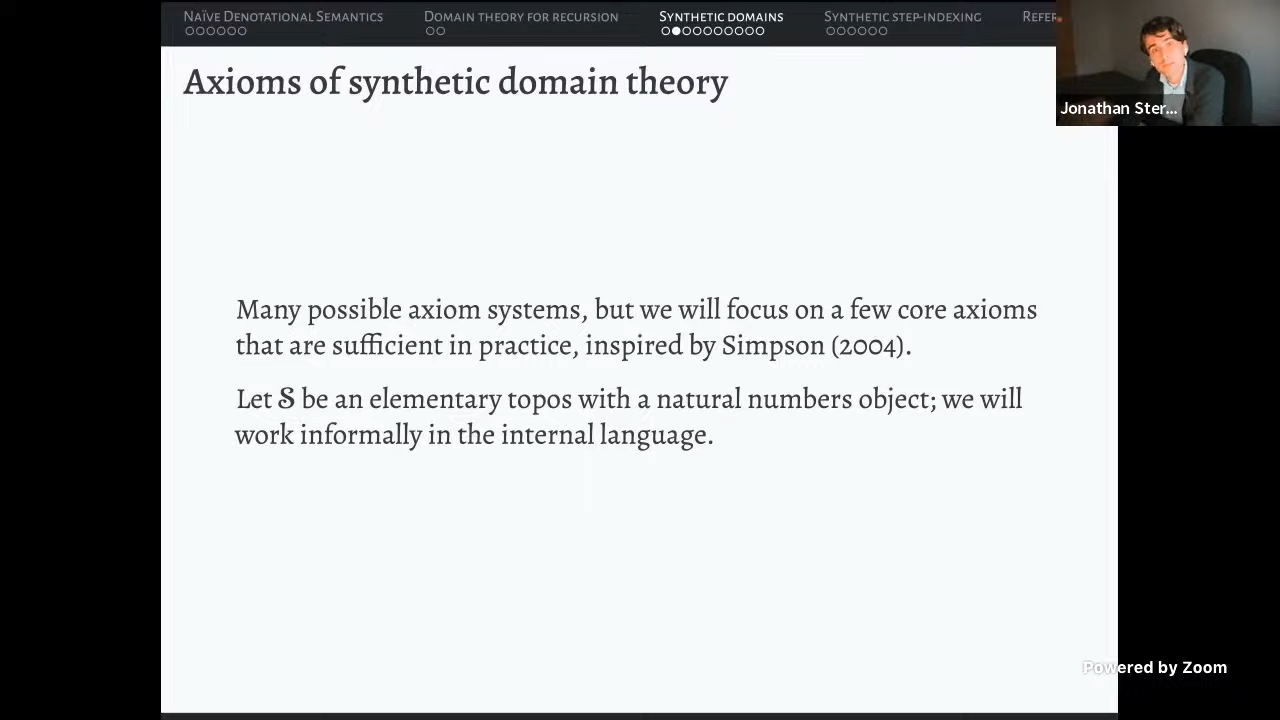 Naïve Denotational Semantics Domain theory for recursion Synthetic domains Synthetic step-indexing Refer
Axioms of synthetic domain theory
Jonathan Ster...
Many possible axiom systems, but we will focus on a few core axioms
that are sufficient in practice, inspired by Simpson (2004).
Let S be an elementary topos with a natural numbers object; we will
work informally in the internal language.
Powered by Zoom